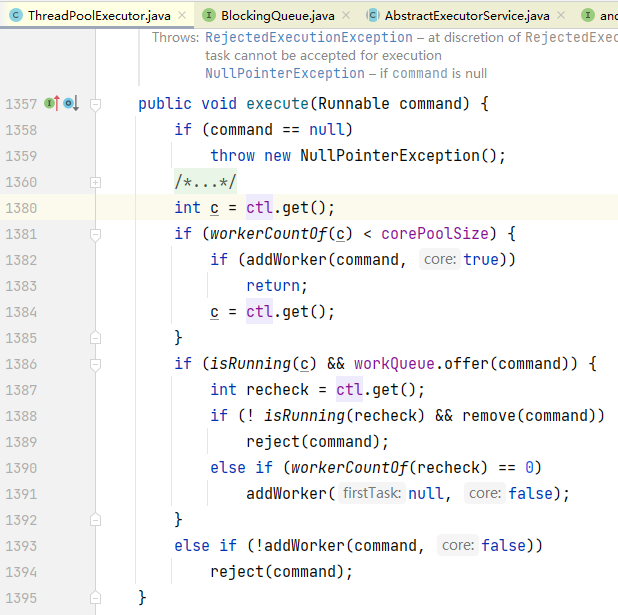 ThreadPoolExecutor.java × BlockingQueue.java × AbstractExecutorService.java ×
Throws: RejectedExecutionException – at discretion of
task cannot be accepted for execution
NullPointerException – if command is null
1357 public void execute(Runnable command) {
1358 if (command == null)
1359 throw new NullPointerException();
1360 /*...*/
1380 int c = ctl.get();
1381 if (workerCountOf(c) < corePoolSize) {
1382 if (addWorker(command, core: true))
1383 return;
1384 c = ctl.get();
1385 }
1386 if (isRunning(c) && workQueue.offer(command)) {
1387 int recheck = ctl.get();
1388 if (! isRunning(recheck) && remove(command))
1389 reject(command);
1390 else if (workerCountOf(recheck) == 0)
1391 addWorker( firstTask: null, core: false);
1392 }
1393 else if (!addWorker(command, core: false))
1394 reject(command);
1395 }